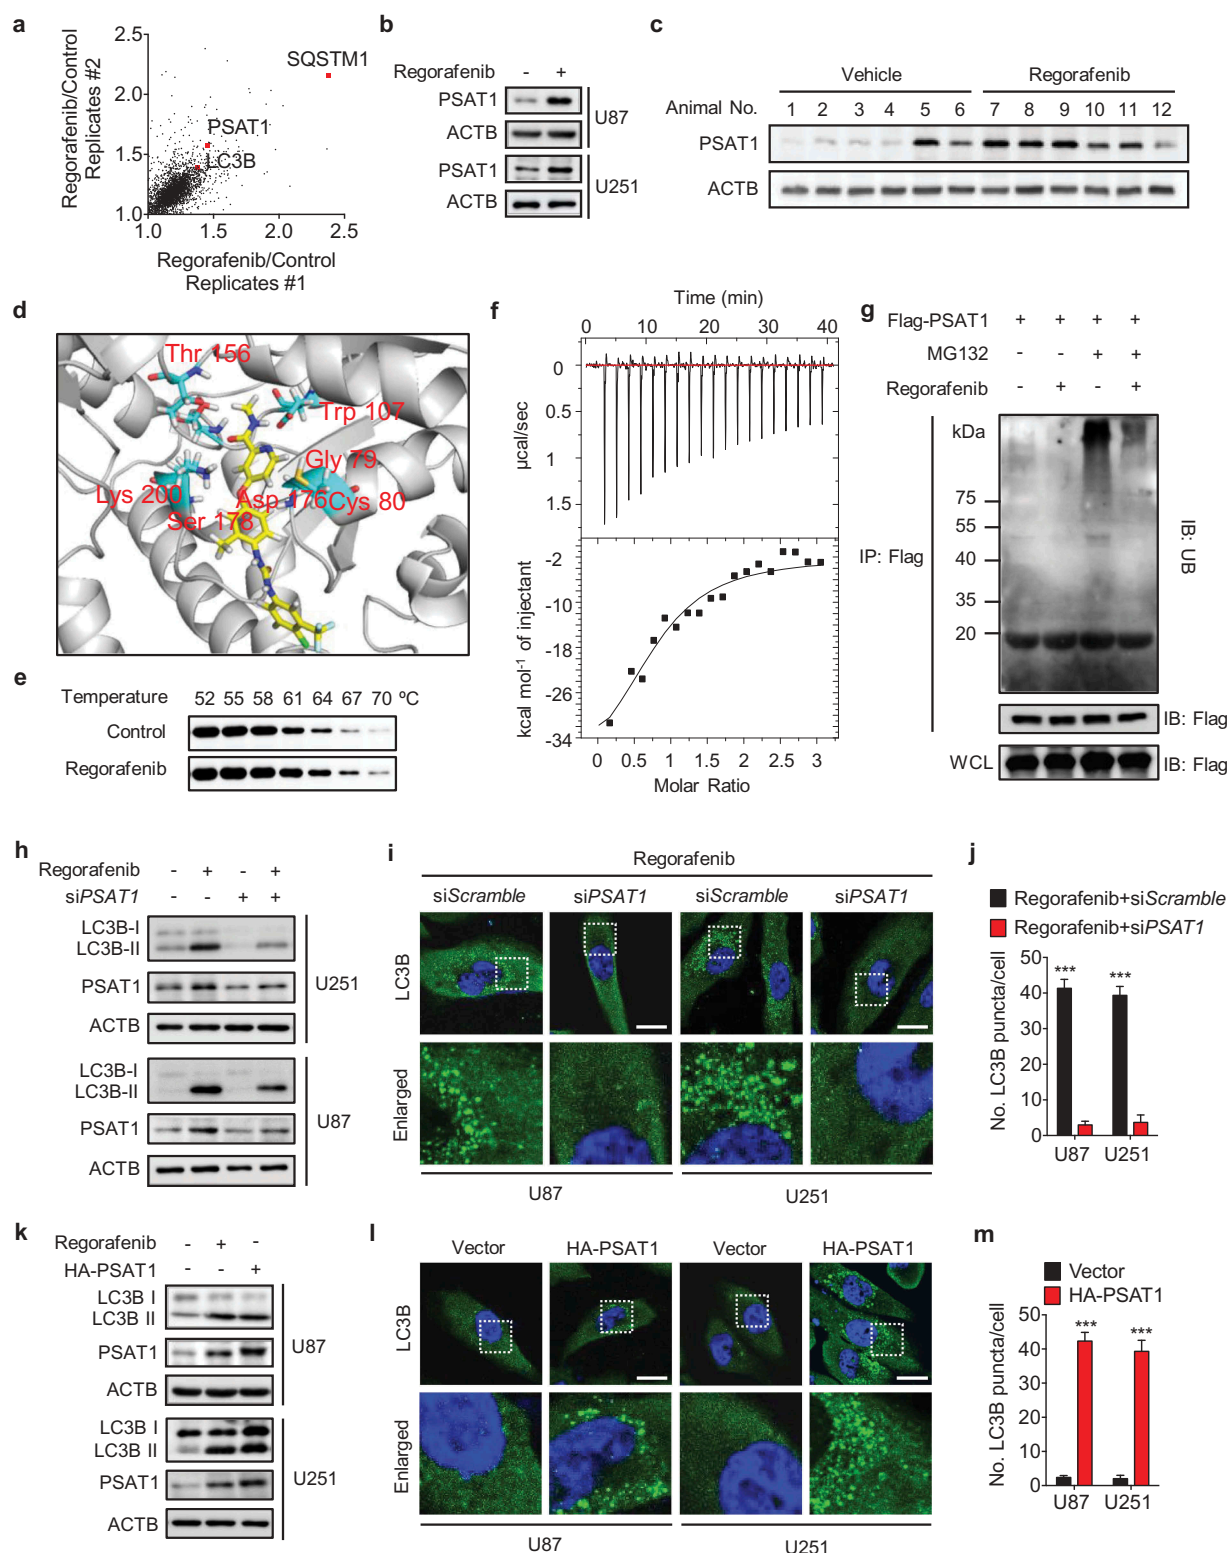 a
2.5
2.0
1.5
1.0
1.0 1.5 2.0 2.5
Regorafenib/Control
Replicates #2
Regorafenib/Control
Replicates #1
SQSTM1
PSAT1
LC3B
b
Regorafenib - +
PSAT1
ACTB
U87
PSAT1
ACTB
U251
c
Vehicle Regorafenib
Animal No. 1 2 3 4 5 6 7 8 9 10 11 12
PSAT1
ACTB
d
Thr 156
Trp 107
Gly 79
Lys 200 Asp 176 Cys 80
Ser 178
e
Temperature 52 55 58 61 64 67 70 ºC
Control
Regorafenib
f
Time (min)
0 10 20 30 40
0
0.5
1
1.5
µcal/sec
-2
-10
-18
-26
-34
kcal mol-1 of injectant
0 0.5 1 1.5 2 2.5 3
Molar Ratio
g
Flag-PSAT1 + + + +
MG132 - - + +
Regorafenib - + - +
kDa
75
55
40
35
20
IP: Flag
IB: UB
IB: Flag
WCL IB: Flag
h
Regorafenib - + - +
siPSAT1 - - + +
LC3B-I
LC3B-II
PSAT1
ACTB
U251
LC3B-I
LC3B-II
PSAT1
ACTB
U87
i
Regorafenib
siScramble siPSAT1 siScramble siPSAT1
LC3B
Enlarged
U87 U251
j
Regorafenib+siScramble
Regorafenib+siPSAT1
No. LC3B puncta/cell
50
40
30
20
10
0
*** ***
U87 U251
k
Regorafenib - + -
HA-PSAT1 - - +
LC3B I
LC3B II
PSAT1
ACTB
U87
LC3B I
LC3B II
PSAT1
ACTB
U251
l
Vector HA-PSAT1 Vector HA-PSAT1
LC3B
Enlarged
U87 U251
m
Vector
HA-PSAT1
No. LC3B puncta/cell
50
40
30
20
10
0
*** ***
U87 U251